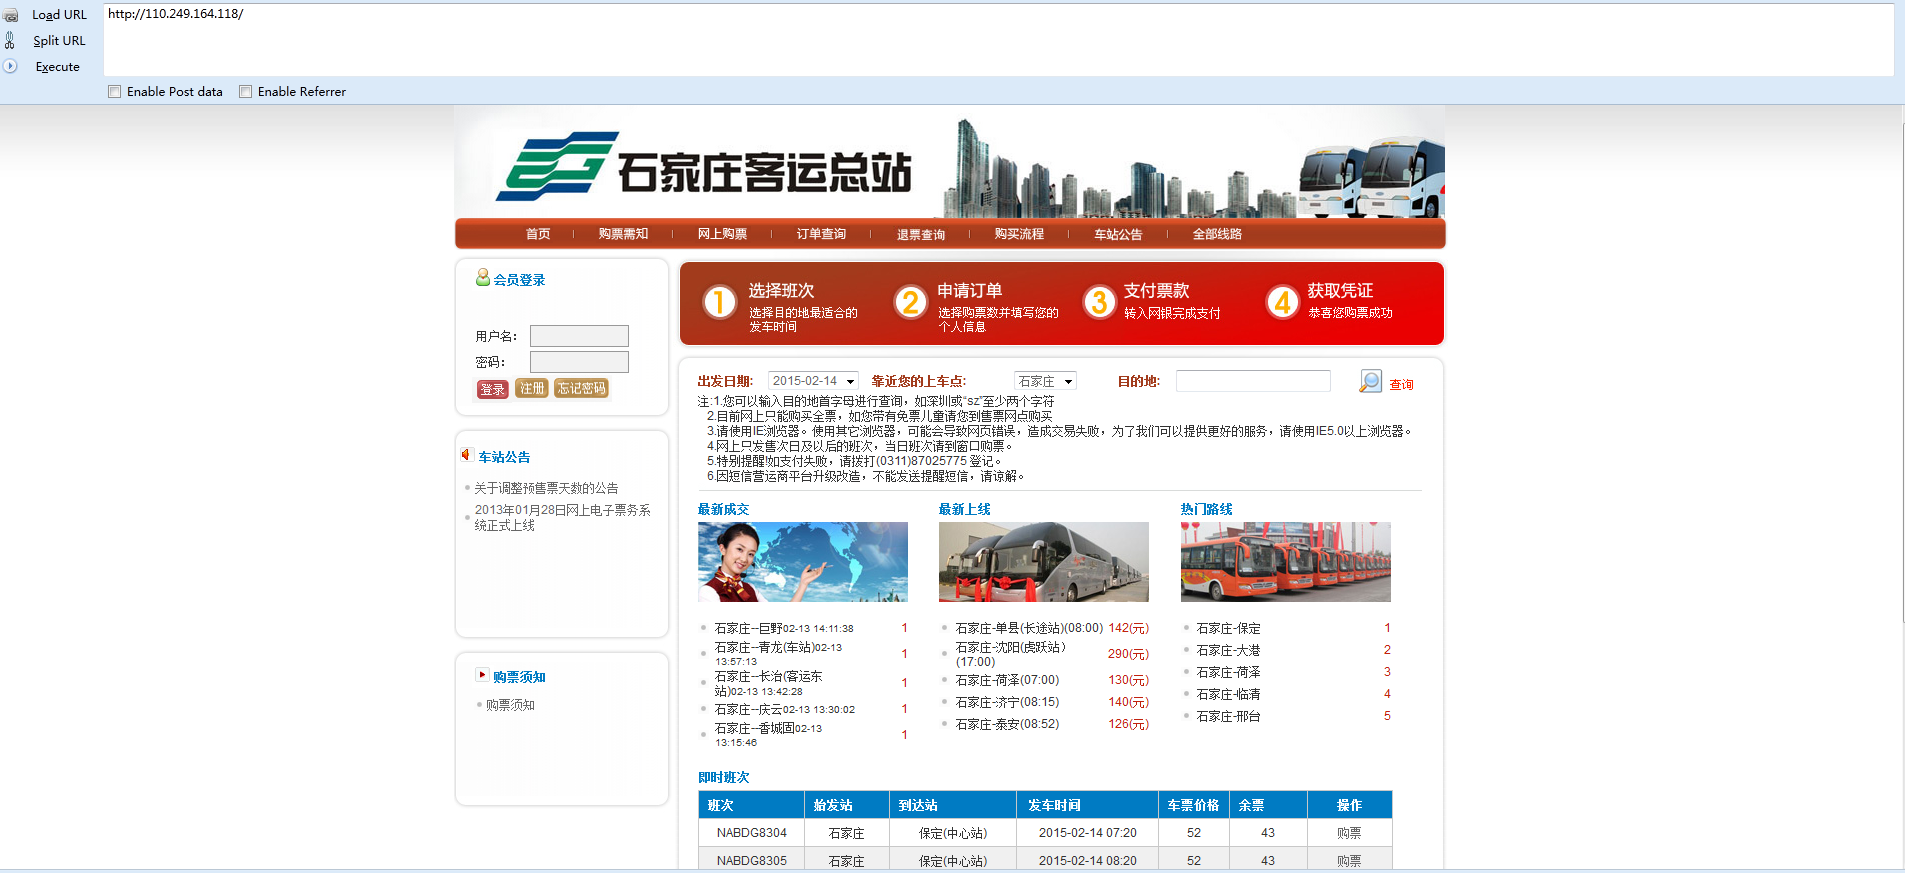 Load URL
http://110.249.164.118/
Split URL
Execute
Enable Post data
Enable Referrer
石家庄客运总站
首页
购票需知
网上购票
订单查询
退票查询
购买流程
车站公告
全部线路
会员登录
用户名：
密码：
登录 注册 忘记密码
车站公告
关于调整预售票天数的公告
2013年01月28日网上电子票务系
统正式上线
购票须知
购票须知
1 选择班次
选择目的地最适合的
发车时间
2 申请订单
选择购票数并填写您的
个人信息
3 支付票款
转入网银完成支付
4 获取凭证
恭喜您购票成功
出发日期： 2015-02-14 靠近您的上车点： 石家庄 目的地： 查询
注:1.您可以输入目的地首字母进行查询，如深圳或“sz”至少两个字符
2.目前网上只能购买全票，如您带有免票儿童请您到售票网点购买
3.请使用IE浏览器。使用其它浏览器，可能会导致网页错误，造成交易失败，为了我们可以提供更好的服务，请使用IE5.0以上浏览器。
4.网上只发售次日及以后的班次，当日班次请到窗口购票。
5.特别提醒!如支付失败，请拨打(0311)87025775 登记。
6.因短信营运商平台升级改造，不能发送提醒短信，请谅解。
最新成交
石家庄--巨野02-13 14:11:38 1
石家庄--青龙(车站)02-13
13:57:13 1
石家庄--长治(客运东
站)02-13 13:42:28 1
石家庄--庆云02-13 13:30:02 1
石家庄--香城固02-13
13:15:46 1
最新上线
石家庄-单县(长途站)(08:00) 142(元)
石家庄-沈阳(虎跃站）
(17:00) 290(元)
石家庄-荷泽(07:00) 130(元)
石家庄-济宁(08:15) 140(元)
石家庄-泰安(08:52) 126(元)
热门路线
石家庄-保定 1
石家庄-大港 2
石家庄-荷泽 3
石家庄-临清 4
石家庄-邢台 5
即时班次
班次 始发站 到达站 发车时间 车票价格 余票 操作
NABDG8304 石家庄 保定(中心站) 2015-02-14 07:20 52 43 购票
NABDG8305 石家庄 保定(中心站) 2015-02-14 08:20 52 43 购票